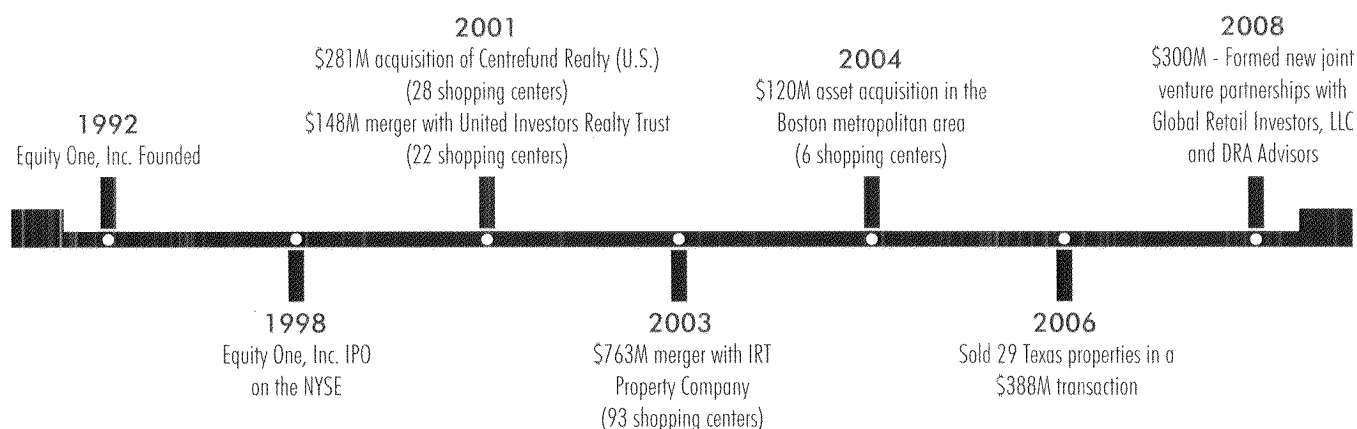 1992
Equity One, Inc. Founded
1998
Equity One, Inc. IPO
on the NYSE
2001
$281M acquisition of Centrefund Realty (U.S.)
(28 shopping centers)
$148M merger with United Investors Realty Trust
(22 shopping centers)
2003
$763M merger with IRT
Property Company
(93 shopping centers)
2004
$120M asset acquisition in the
Boston metropolitan area
(6 shopping centers)
2006
Sold 29 Texas properties in a
$388M transaction
2008
$300M - Formed new joint
venture partnerships with
Global Retail Investors, LLC
and DRA Advisors